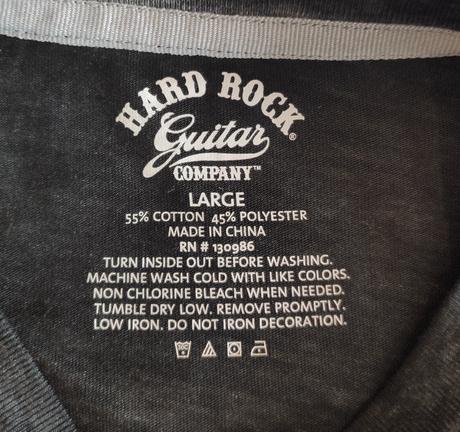 HARD ROCK®
Guitar
COMPANY™
LARGE
55% COTTON 45% POLYESTER
MADE IN CHINA
RN # 130986
TURN INSIDE OUT BEFORE WASHING.
MACHINE WASH COLD WITH LIKE COLORS.
NON CHLORINE BLEACH WHEN NEEDED.
TUMBLE DRY LOW. REMOVE PROMPTLY.
LOW IRON. DO NOT IRON DECORATION.